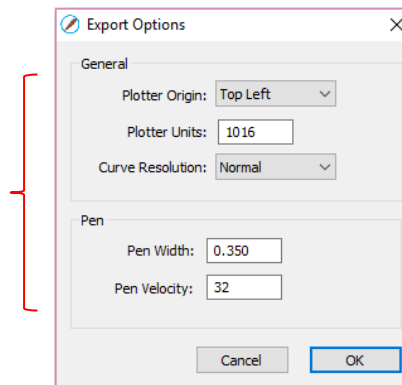 Export Options
General
Plotter Origin: Top Left
Plotter Units: 1016
Curve Resolution: Normal
Pen
Pen Width: 0.350
Pen Velocity: 32
Cancel OK